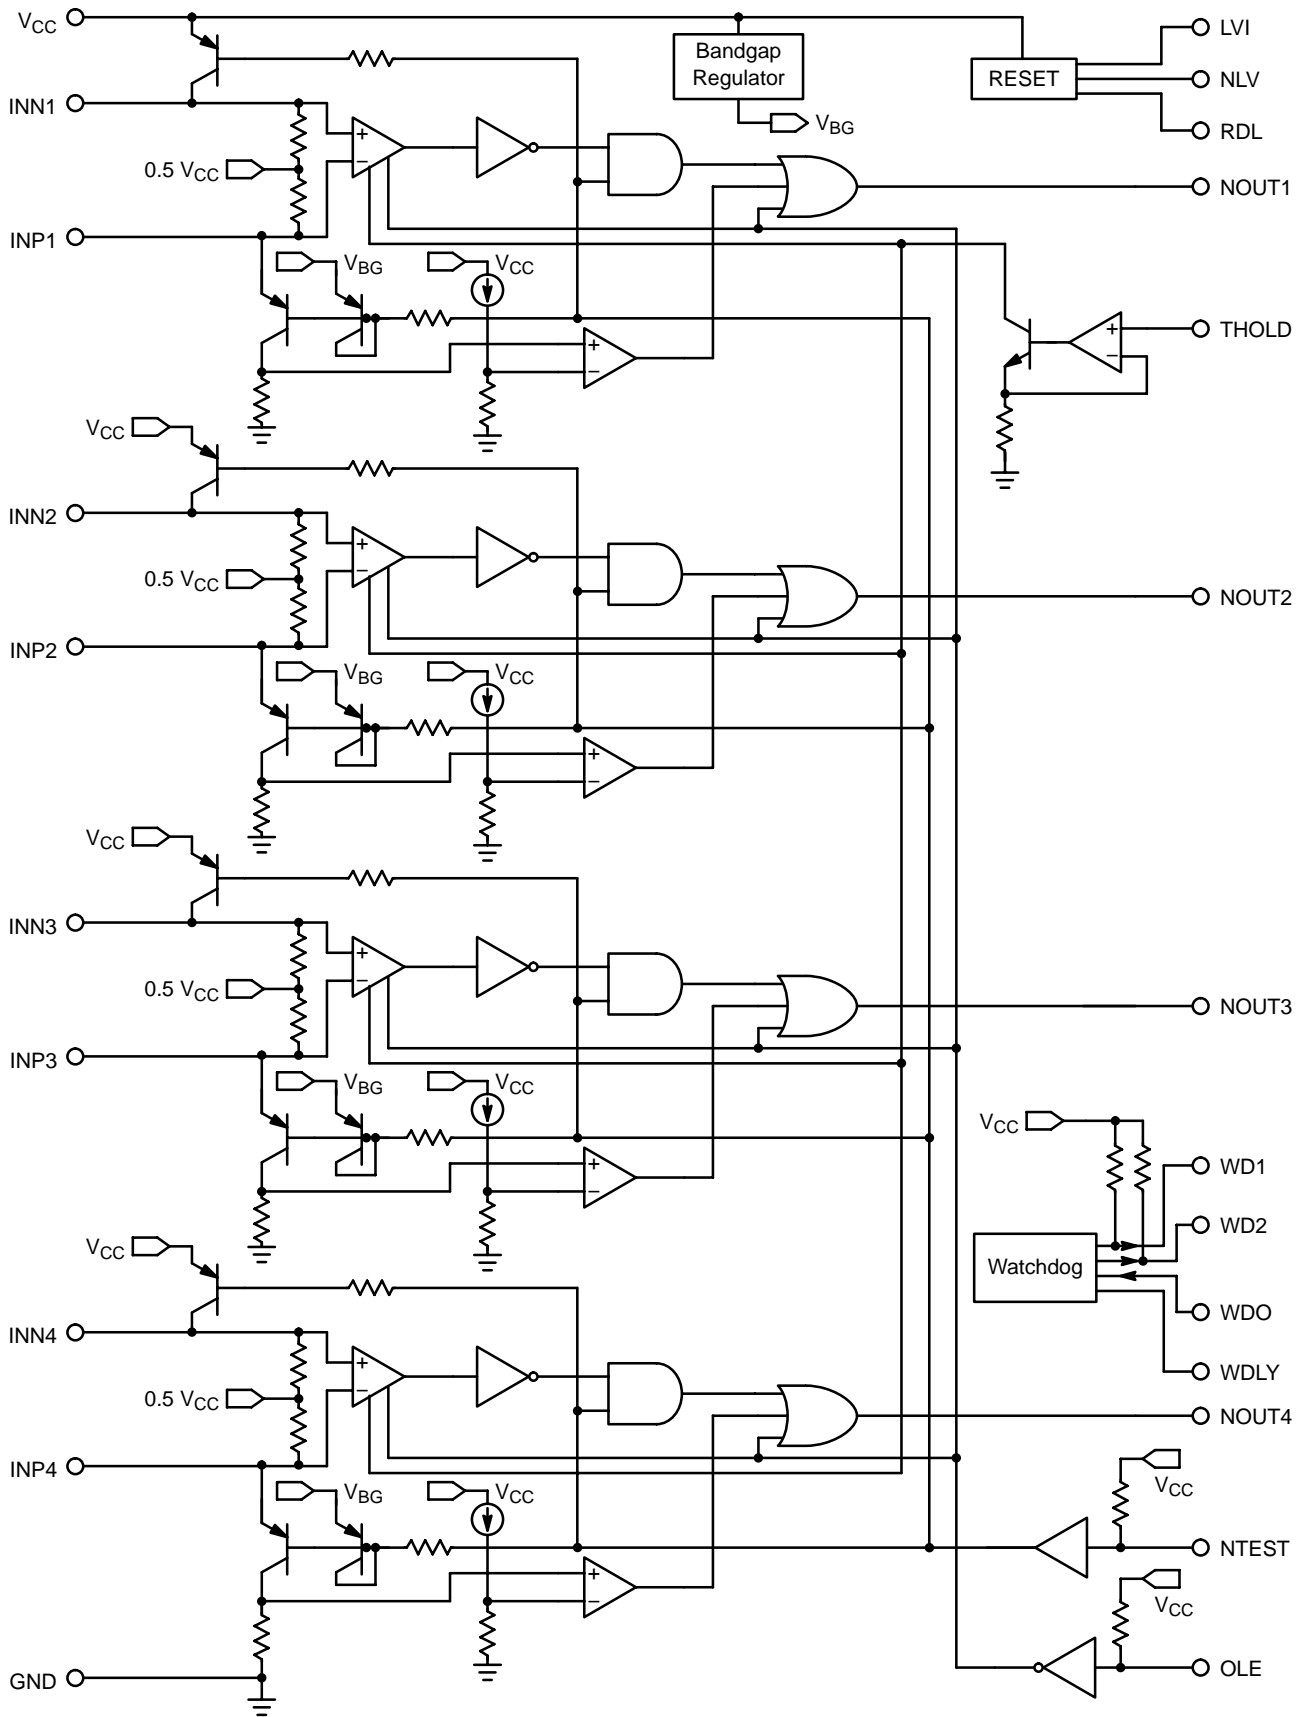 VCC
LVI
Bandgap
Regulator
RESET
NLV
INN1
VBG
RDL
+
−
0.5 VCC
NOUT1
INP1
VBG
VCC
+
−
+
−
THOLD
VCC
INN2
+
−
0.5 VCC
NOUT2
INP2
VBG
VCC
+
−
VCC
INN3
+
−
0.5 VCC
NOUT3
INP3
VBG
VCC
VCC
+
−
WD1
WD2
VCC
Watchdog
WDO
INN4
+
−
WDLY
0.5 VCC
NOUT4
INP4
VCC
VBG
VCC
NTEST
+
−
VCC
GND
OLE